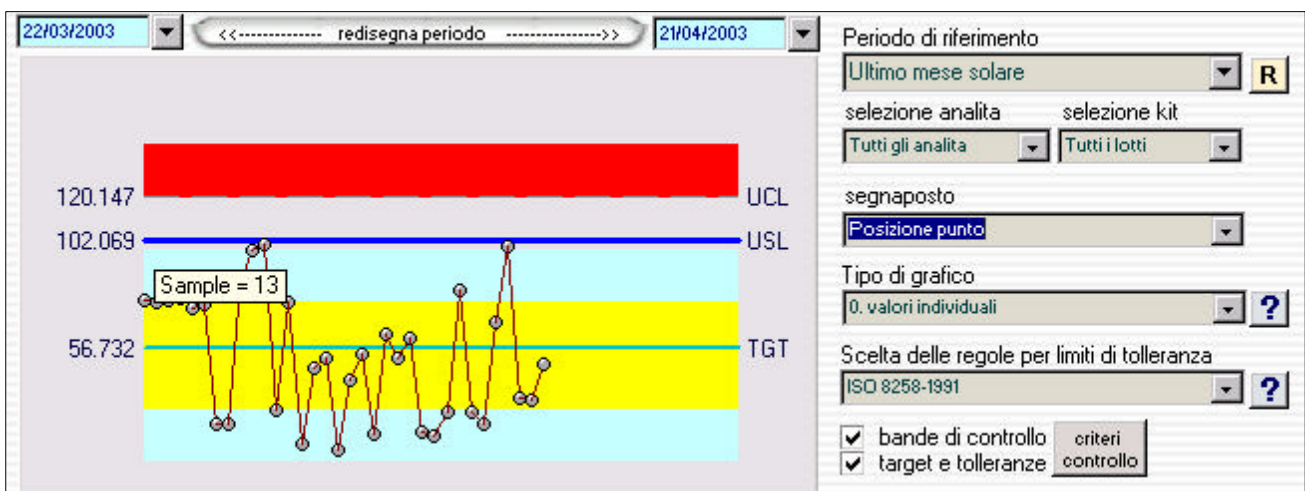 22/03/2003
<<-------------- redisegna periodo ---------------->>
21/04/2003
120.147
UCL
102.069
USL
Sample = 13
56.732
TGT
Periodo di riferimento
Ultimo mese solare
R
selezione analita
selezione kit
Tutti gli analita
Tutti i lotti
segnaposto
Posizione punto
Tipo di grafico
0. valori individuali
?
Scelta delle regole per limiti di tolleranza
ISO 8258-1991
?
bande di controllo
target e tolleranze
criteri
controllo